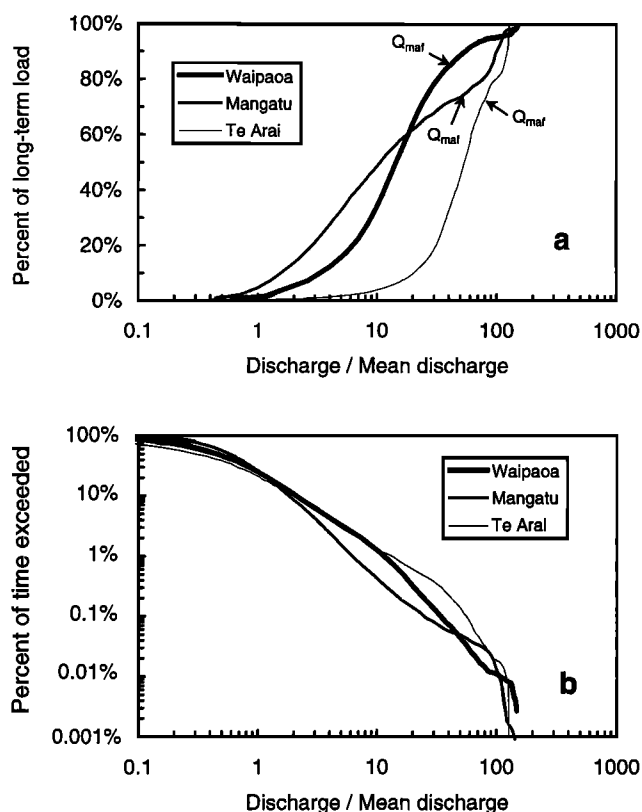 100%
80%
60%
40%
20%
0%
Percent of long-term load
Waipaoa
Mangatu
Te Arai
Qmaf
Qmaf
Qmaf
a
0.1 1 10 100 1000
Discharge / Mean discharge
100%
10%
1%
0.1%
0.01%
0.001%
Percent of time exceeded
Waipaoa
Mangatu
Te Arai
b
0.1 1 10 100 1000
Discharge / Mean discharge